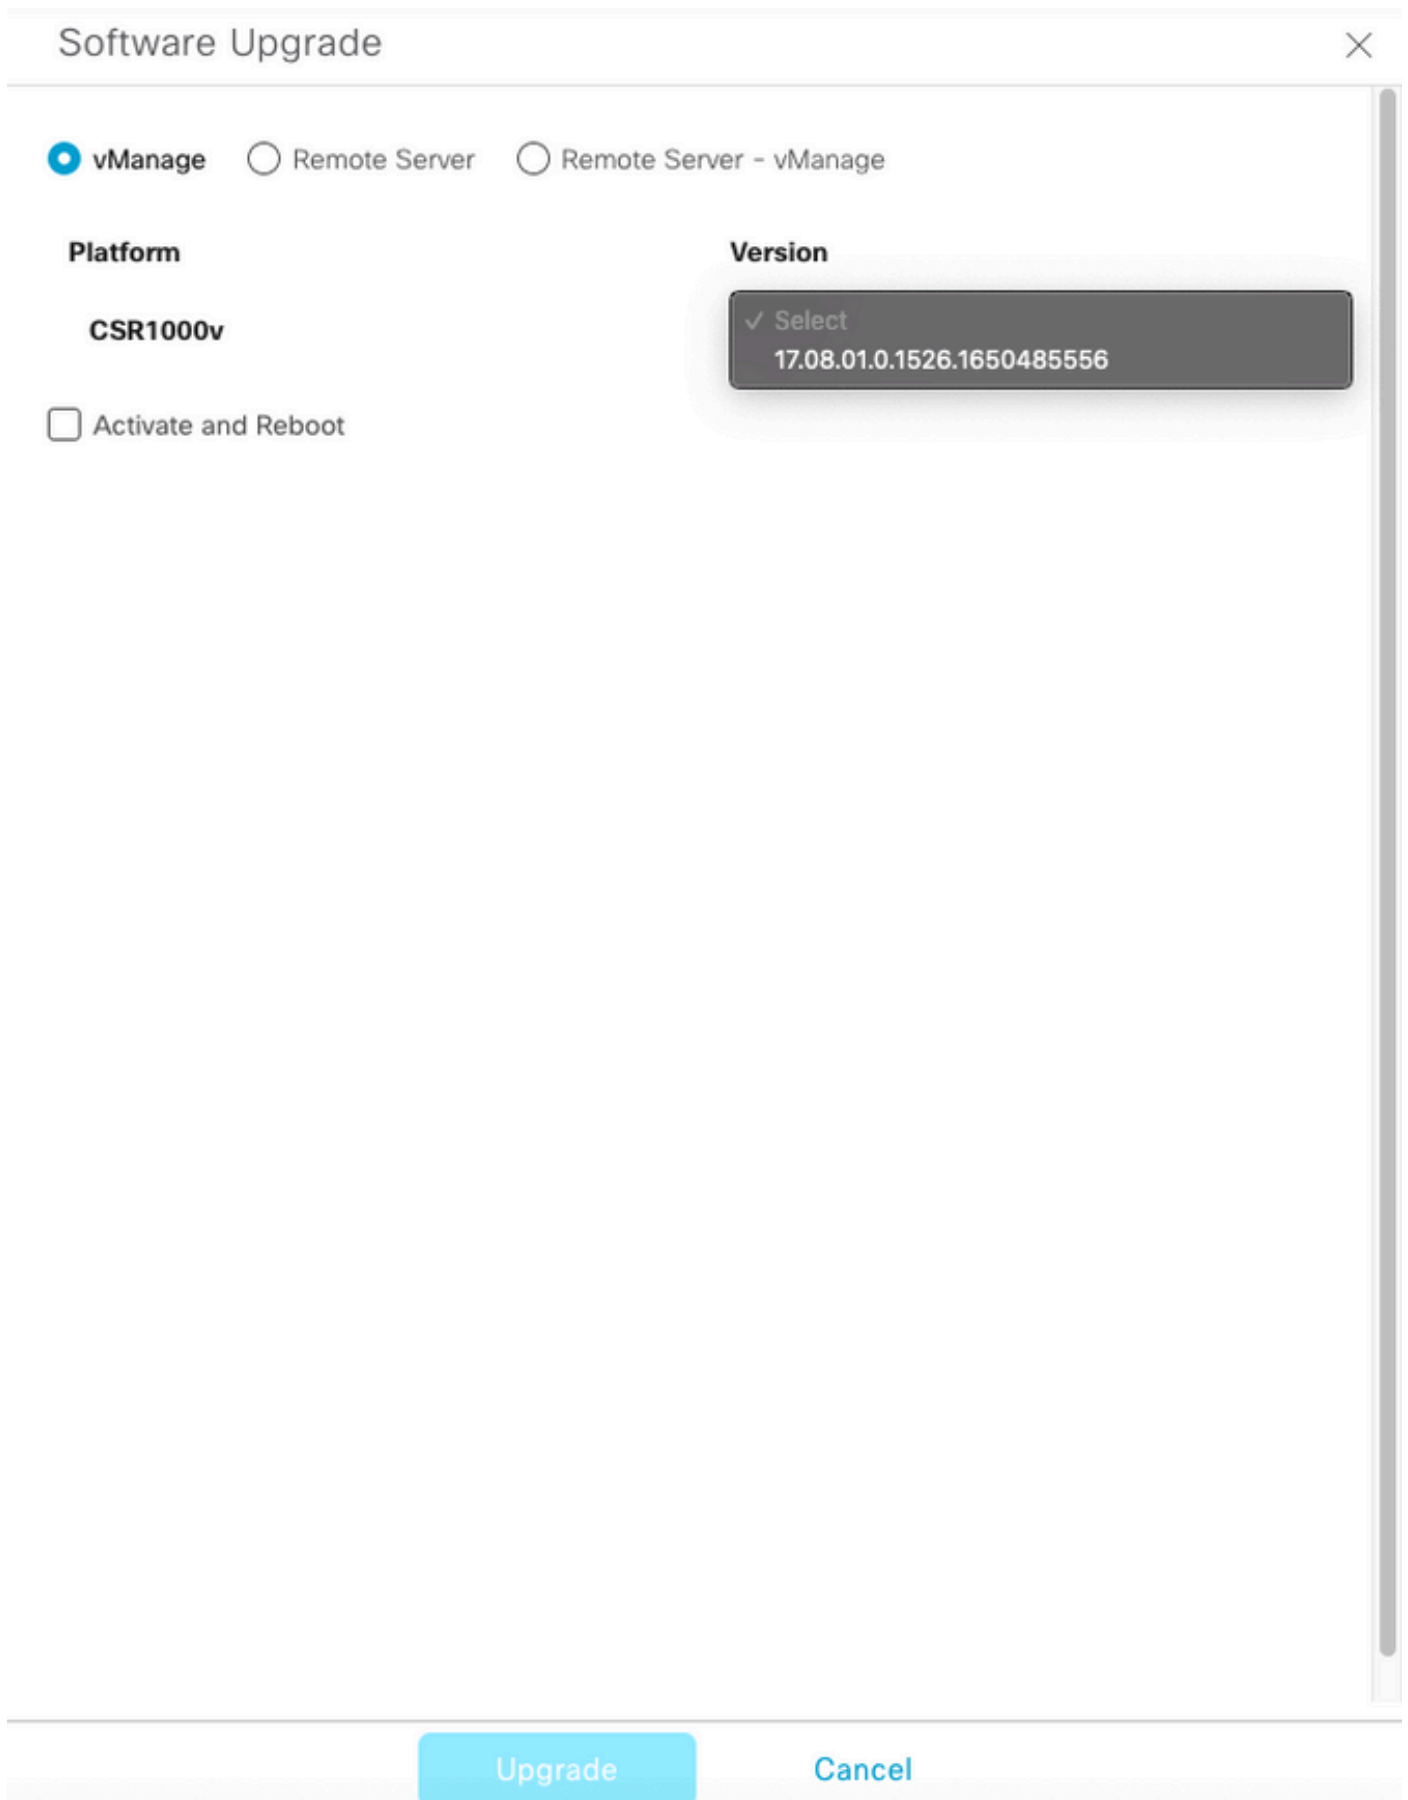 Software Upgrade
vManage Remote Server Remote Server - vManage
Platform Version
✓ Select
CSR1000v
17.08.01.0.1526.1650485556
Activate and Reboot
Upgrade Cancel